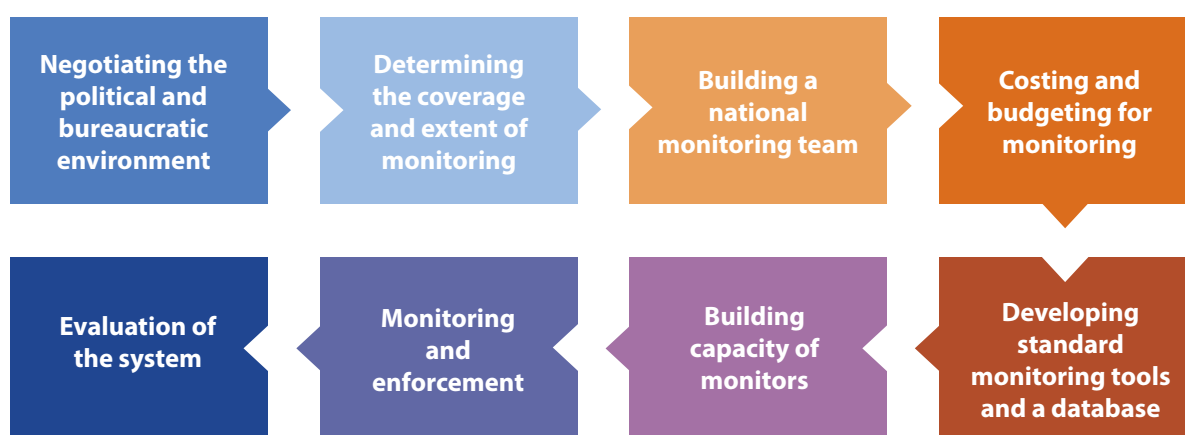 Negotiating the
political and
bureaucratic
environment
Determining
the coverage
and extent of
monitoring
Building a
national
monitoring team
Costing and
budgeting for
monitoring
Developing
standard
monitoring tools
and a database
Building
capacity of
monitors
Monitoring
and
enforcement
Evaluation of
the system